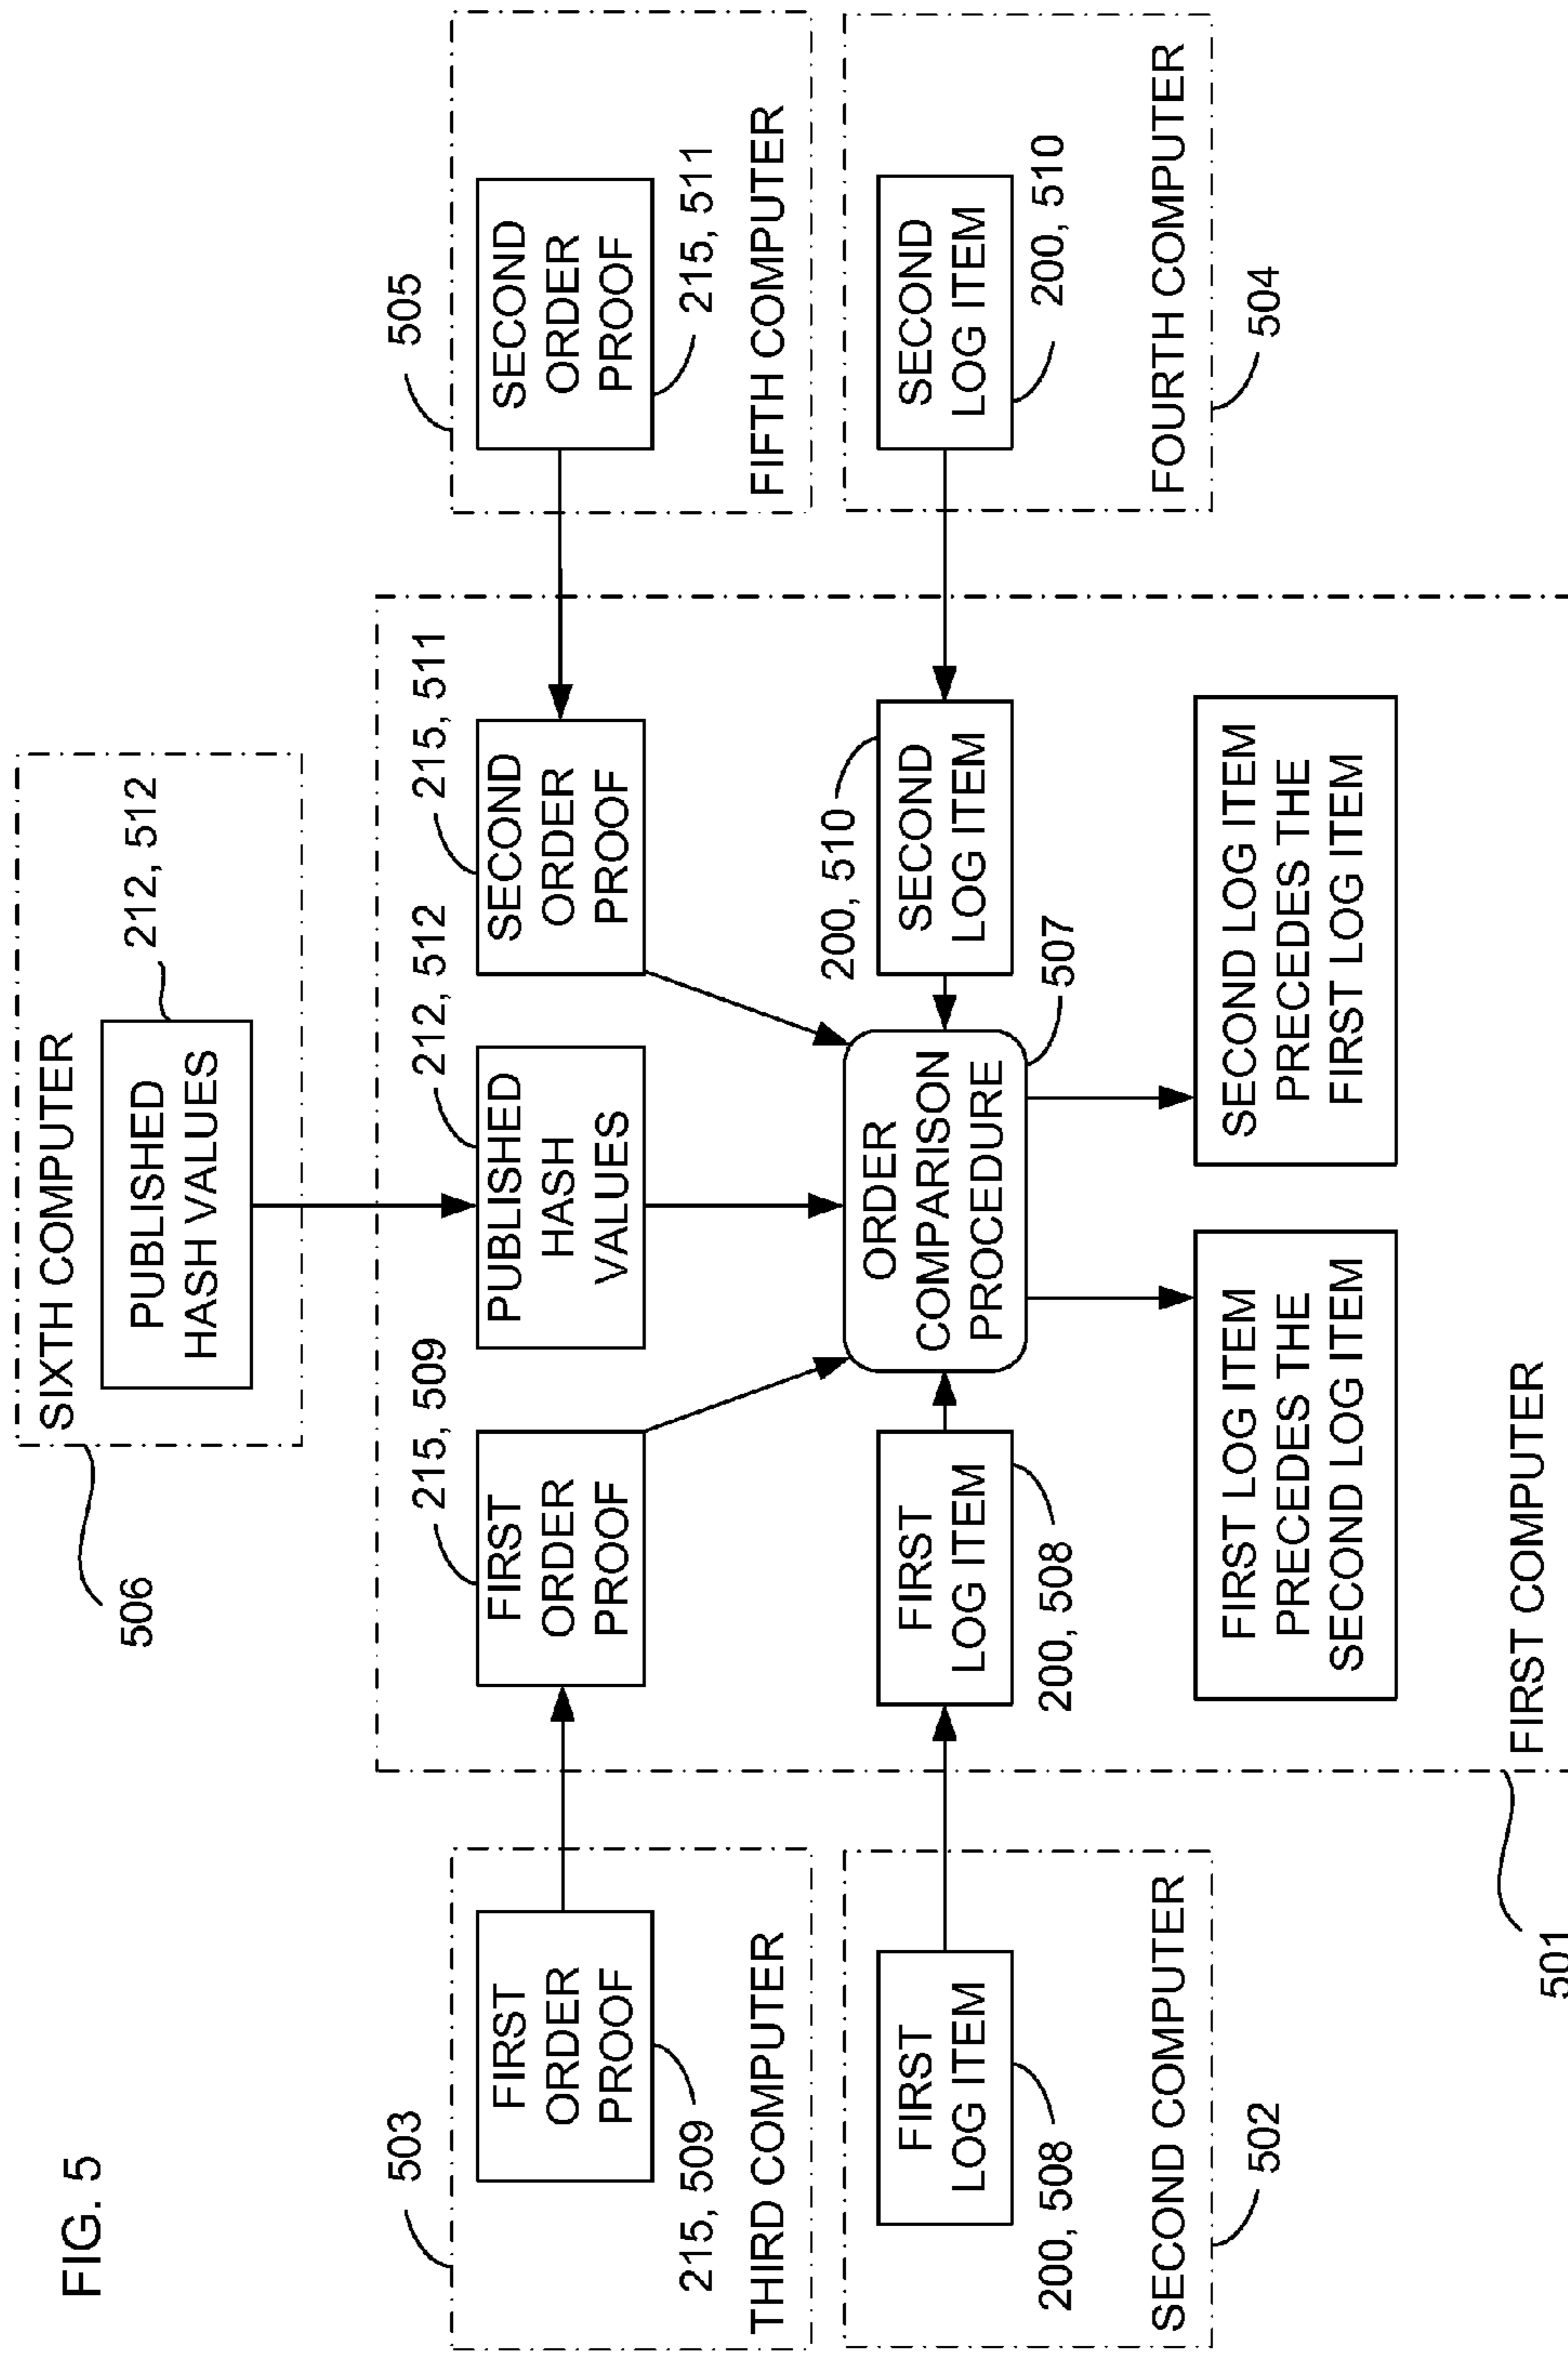 FIG. 5
506
SIXTH COMPUTER
PUBLISHED
HASH VALUES
212, 512
503
FIRST
ORDER
PROOF
215, 509
THIRD COMPUTER
215, 509
FIRST
ORDER
PROOF
212, 512
PUBLISHED
HASH
VALUES
215, 511
SECOND
ORDER
PROOF
505
SECOND
ORDER
PROOF
215, 511
FIFTH COMPUTER
FIRST
LOG ITEM
200, 508
SECOND COMPUTER
502
FIRST
LOG ITEM
200, 508
ORDER
COMPARISON
PROCEDURE
507
200, 510
SECOND
LOG ITEM
SECOND
LOG ITEM
200, 510
FOURTH COMPUTER
504
FIRST LOG ITEM
PRECEDES THE
SECOND LOG ITEM
SECOND LOG ITEM
PRECEDES THE
FIRST LOG ITEM
FIRST COMPUTER
501